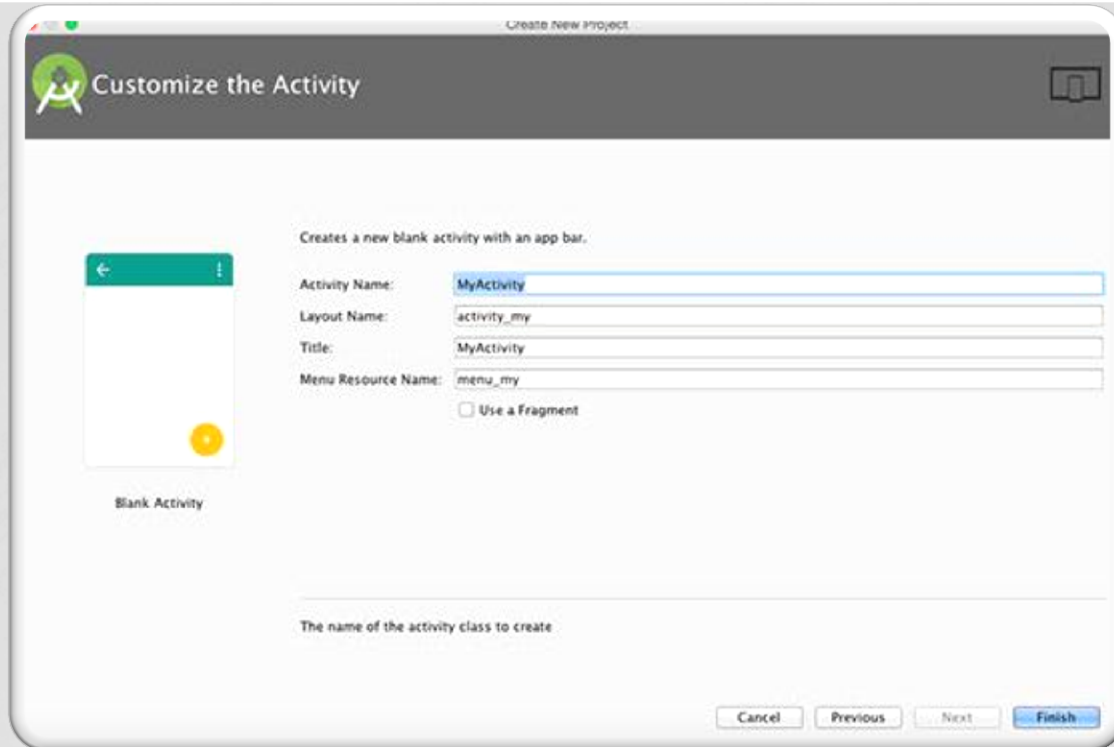 Create New Project
Customize the Activity
Creates a new blank activity with an app bar.
Activity Name: MyActivity
Layout Name: activity_my
Title: MyActivity
Menu Resource Name: menu_my
Use a Fragment
Blank Activity
The name of the activity class to create
Cancel Previous Next Finish